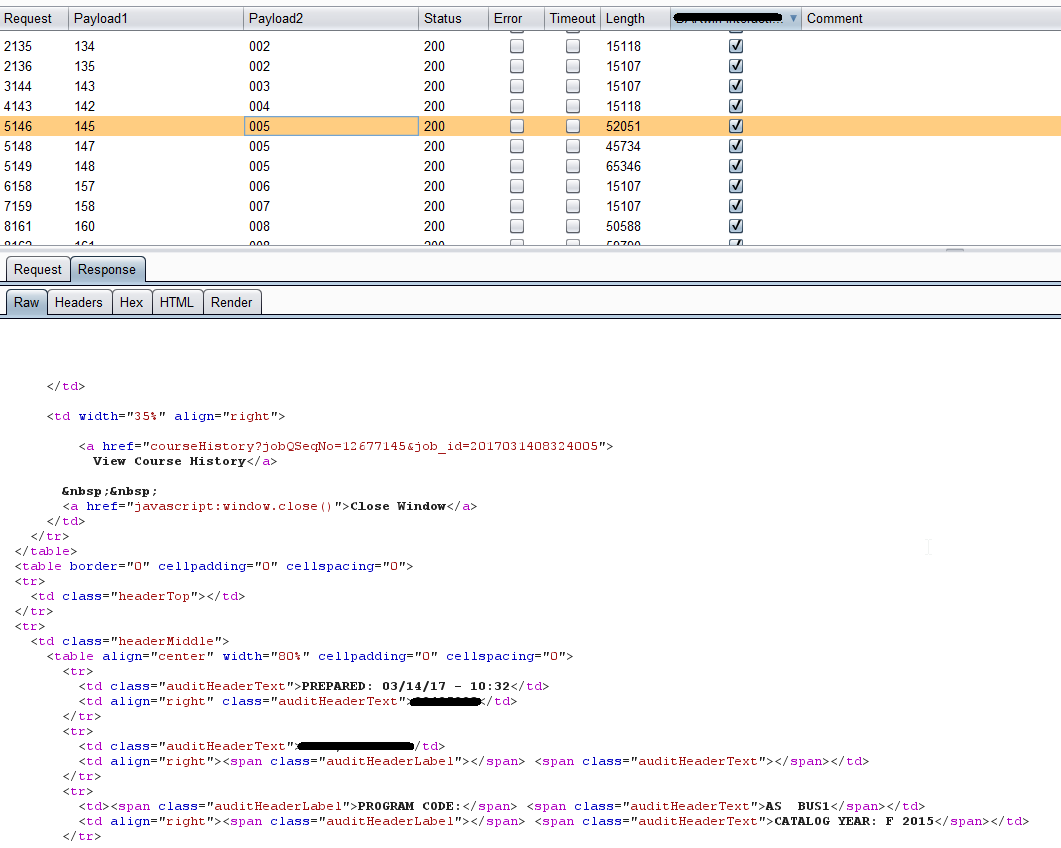 Request Payload1 Payload2 Status Error Timeout Length Comment
2135 134 002 200 15118
2136 135 002 200 15107
3144 143 003 200 15107
4143 142 004 200 15118
5146 145 005 200 52051
5148 147 005 200 45734
5149 148 005 200 65346
6158 157 006 200 15107
7159 158 007 200 15107
8161 160 008 200 50588
Request Response
Raw Headers Hex HTML Render
</td>
<td width="35%" align="right">
<a href="courseHistory?jobQSeqNo=12677145&job_id=2017031408324005">
View Course History</a>
&nbsp;&nbsp;
<a href="javascript:window.close()">Close Window</a>
</td>
</tr>
</table>
<table border="0" cellpadding="0" cellspacing="0">
<tr>
<td class="headerTop"></td>
</tr>
<tr>
<td class="headerMiddle">
<table align="center" width="80%" cellpadding="0" cellspacing="0">
<tr>
<td class="auditHeaderText">PREPARED: 03/14/17 - 10:32</td>
<td align="right" class="auditHeaderText"></td>
</tr>
<tr>
<td class="auditHeaderText"> /td>
<td align="right"><span class="auditHeaderLabel"></span> <span class="auditHeaderText"></span></td>
</tr>
<tr>
<td><span class="auditHeaderLabel">PROGRAM CODE:</span> <span class="auditHeaderText">AS  BUS1</span></td>
<td align="right"><span class="auditHeaderLabel"></span> <span class="auditHeaderText">CATALOG YEAR: F 2015</span></td>
</tr>